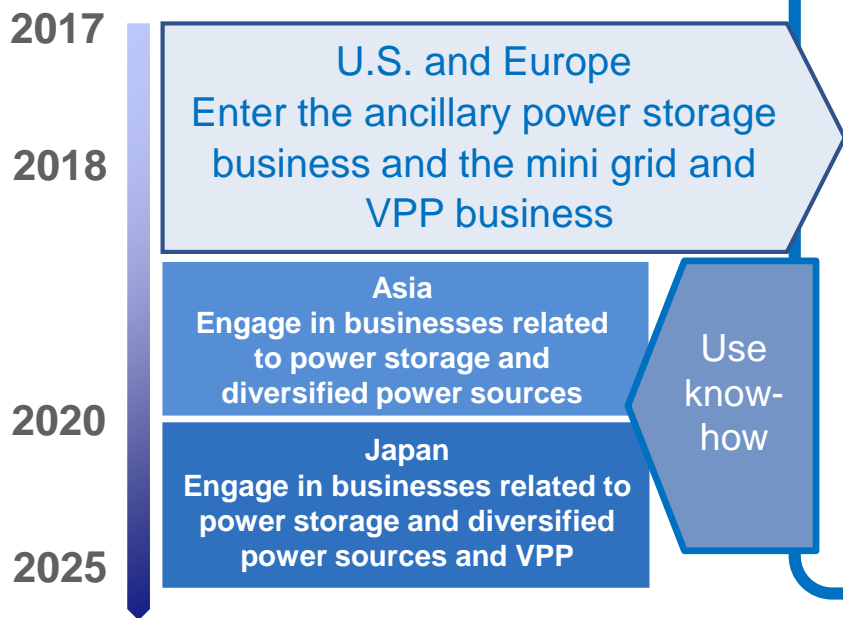 2017
U.S. and Europe
Enter the ancillary power storage
business and the mini grid and
VPP business
2018
Asia
Engage in businesses related
to power storage and
diversified power sources
Use
know-
how
2020
Japan
Engage in businesses related to
power storage and diversified
power sources and VPP
2025